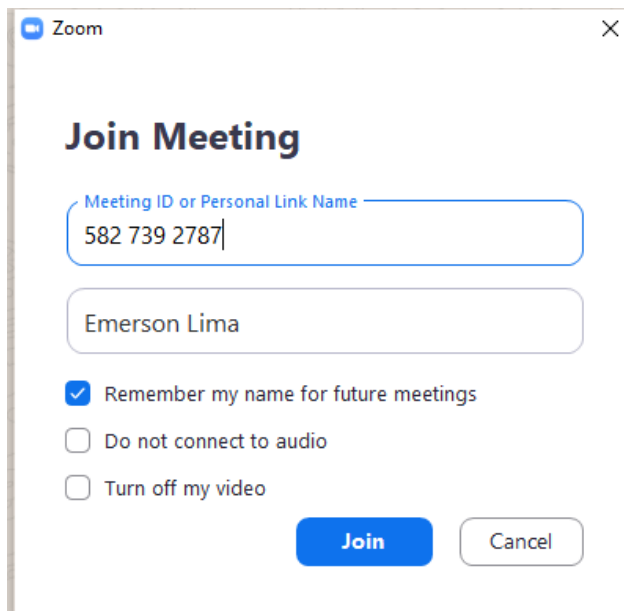 Zoom
Join Meeting
Meeting ID or Personal Link Name
582 739 2787
Emerson Lima
Remember my name for future meetings
Do not connect to audio
Turn off my video
Join Cancel